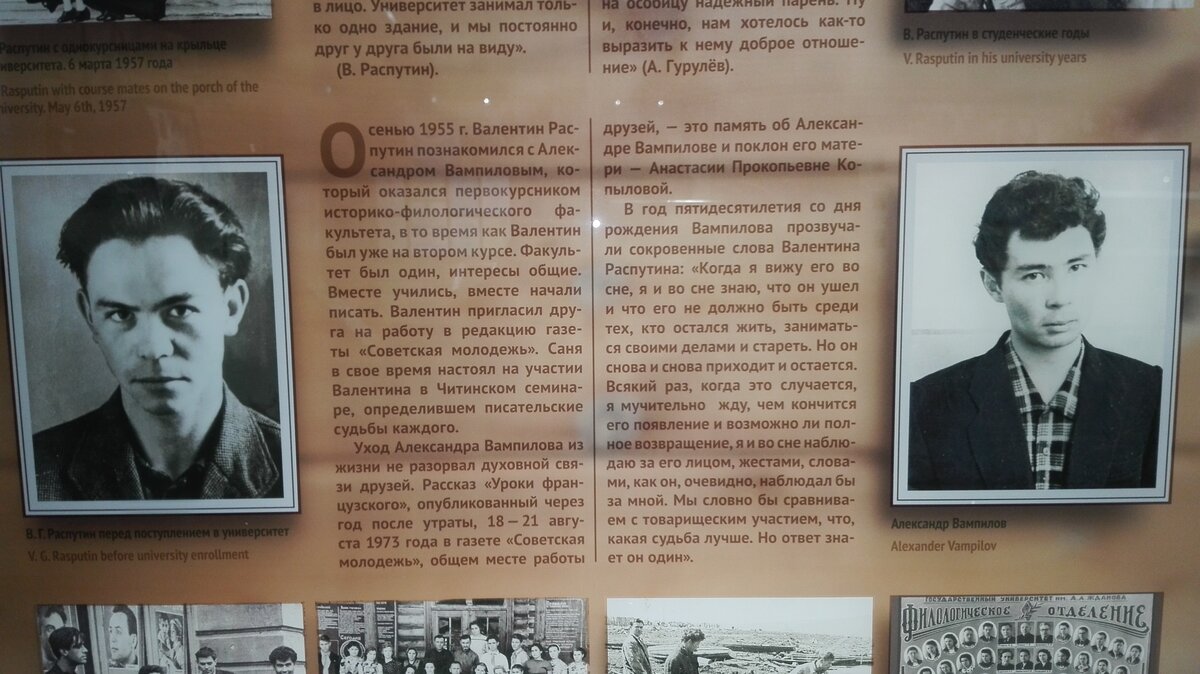 в лицо. Университет занимал толь-
ко одно здание, и мы постоянно
друг у друга были на виду».
(В. Распутин).
на особицу надежный парень. Ну
и, конечно, нам хотелось как-то
выразить к нему доброе отноше-
ние» (А. Гурулёв).
Распутин с однокурсницами на крыльце
иверситета. 6 марта 1957 года
Rasputin with course mates on the porch of the
niversity. May 6th, 1957
В. Распутин в студенческие годы
V. Rasputin in his university years
Осенью 1955 г. Валентин Рас-
путин познакомился с Алек-
сандром Вампиловым, ко-
торый оказался первокурсником
историко-филологического фа-
культета, в то время как Валентин
был уже на втором курсе. Факуль-
тет был один, интересы общие.
Вместе учились, вместе начали
писать. Валентин пригласил дру-
га на работу в редакцию газе-
ты «Советская молодежь». Саня
в свое время настоял на участии
Валентина в Читинском семина-
ре, определившем писательские
судьбы каждого.
Уход Александра Вампилова из
жизни не разорвал духовной свя-
зи друзей. Рассказ «Уроки фран-
цузского», опубликованный через
год после утраты, 18 — 21 авгу-
ста 1973 года в газете «Советская
молодежь», общем месте работы
друзей, — это память об Алексан-
дре Вампилове и поклон его мате-
ри — Анастасии Прокопьевне Ко-
пыловой.
В год пятидесятилетия со дня
рождения Вампилова прозвуча-
ли сокровенные слова Валентина
Распутина: «Когда я вижу его во
сне, я и во сне знаю, что он ушел
и что его не должно быть среди
тех, кто остался жить, занимать-
ся своими делами и стареть. Но он
снова и снова приходит и остается.
Всякий раз, когда это случается,
я мучительно жду, чем кончится
его появление и возможно ли пол-
ное возвращение, я и во сне наблю-
даю за его лицом, жестами, слова-
ми, как он, очевидно, наблюдал бы
за мной. Мы словно бы сравнива-
ем с товарищеским участием, что,
какая судьба лучше. Но ответ зна-
ет он один».
В. Г. Распутин перед поступлением в университет
V. G. Rasputin before university enrollment
Александр Вампилов
Alexander Vampilov
ГОСУДАРСТВЕННЫЙ УНИВЕРСИТЕТ ИМ. А.А. ЖДАНОВА
ФИЛОЛОГИЧЕСКОЕ ОТДЕЛЕНИЕ